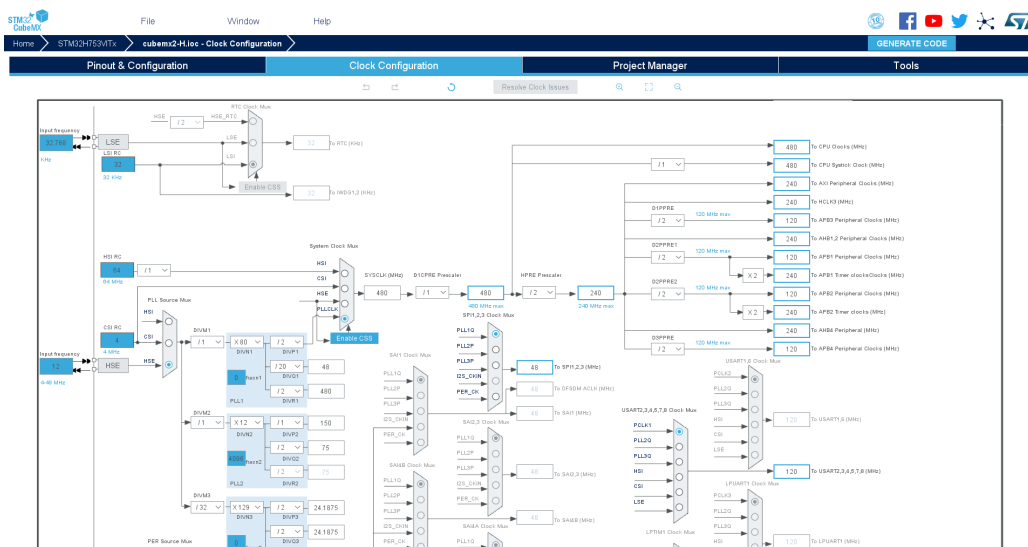 STM32 CubeMX
File
Window
Help
Home
STM32H753VITx
cubemx2-H.ioc - Clock Configuration
GENERATE CODE
Pinout & Configuration
Clock Configuration
Project Manager
Tools
Resolve Clock Issues
RTC Clock Mux
HSE
/ 2
HSE_RTC
Input frequency
32.768
KHz
LSE
LSE
32
To RTC (KHz)
LSI RC
32
32 KHz
LSI
Enable CSS
32
To IWDG1,2 (KHz)
480
To CPU Clocks (MHz)
/ 1
480
To CPU Systick Clock (MHz)
240
To AXI Peripheral Clocks (MHz)
240
To HCLK3 (MHz)
D1PPRE
/ 2
120 MHz max
120
To APB3 Peripheral Clocks (MHz)
240
To AHB1,2 Peripheral Clocks (MHz)
D2PPRE1
/ 2
120 MHz max
120
To APB1 Peripheral Clocks (MHz)
X 2
240
To APB1 Timer clocksClocks (MHz)
D2PPRE2
/ 2
120 MHz max
120
To APB2 Peripheral Clocks (MHz)
X 2
240
To APB2 Timer clocks (MHz)
240
To AHB4 Peripheral (MHz)
D3PPRE
/ 2
120 MHz max
120
To APB4 Peripheral Clocks (MHz)
System Clock Mux
HSI RC
64
64 MHz
/ 1
HSI
CSI
HSE
PLLCLK
Enable CSS
SYSCLK (MHz)
480
D1CPRE Prescaler
/ 1
480
480 MHz max
HPRE Prescaler
/ 2
240
240 MHz max
PLL Source Mux
HSI
CSI RC
4
4 MHz
CSI
Input frequency
12
4-48 MHz
HSE
HSE
DIVM1
/ 1
X 80
DIVN1
/ 2
DIVP1
/ 20
48
DIVQ1
0
fracn1
/ 2
480
PLL1
DIVR1
DIVM2
/ 1
X 12
DIVN2
/ 1
150
DIVP2
/ 2
75
DIVQ2
4096
fracn2
/ 2
75
PLL2
DIVR2
DIVM3
/ 32
X 129
DIVN3
/ 2
24.1875
DIVP3
/ 2
24.1875
DIVQ3
0
PER Source Mux
SPI1,2,3 Clock Mux
PLL1Q
PLL2P
PLL3P
I2S_CKIN
PER_CK
48
To SPI1,2,3 (MHz)
48
To DFSDM ACLK (MHz)
SAI1 Clock Mux
PLL1Q
PLL2P
PLL3P
I2S_CKIN
PER_CK
48
To SAI1 (MHz)
SAI2,3 Clock Mux
PLL1Q
PLL2P
PLL3P
I2S_CKIN
PER_CK
48
To SAI2,3 (MHz)
SAI4B Clock Mux
PLL1Q
PLL2P
PLL3P
I2S_CKIN
PER_CK
48
To SAI4B (MHz)
SAI4A Clock Mux
PLL1Q
USART2,3,4,5,7,8 Clock Mux
PCLK1
PLL2Q
PLL3Q
HSI
CSI
LSE
120
To USART2,3,4,5,7,8 (MHz)
USART1,6 Clock Mux
PCLK2
PLL2Q
PLL3Q
HSI
CSI
LSE
120
To USART1,6 (MHz)
LPUART1 Clock Mux
PCLK3
PLL2Q
PLL3Q
HSI
120
To LPUART1 (MHz)
LPTIM1 Clock Mux